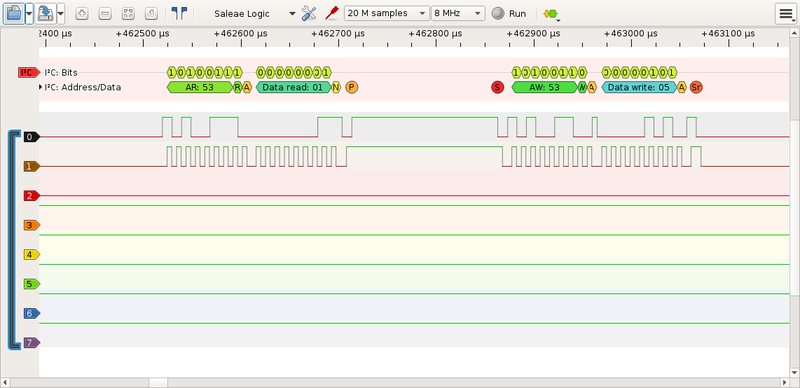 Saleae Logic 20 M samples 8 MHz Run
2400 µs +462500 µs +462600 µs +462700 µs +462800 µs +462900 µs +463000 µs +463100 µs
I²C I²C: Bits 1 0 1 0 0 1 1 1 0 0 0 0 0 0 0 1 1 0 1 0 0 1 1 0 0 0 0 0 0 1 0 1
I²C: Address/Data AR: 53 R A Data read: 01 N P S AW: 53 W A Data write: 05 A Sr
0
1
2
3
4
5
6
7